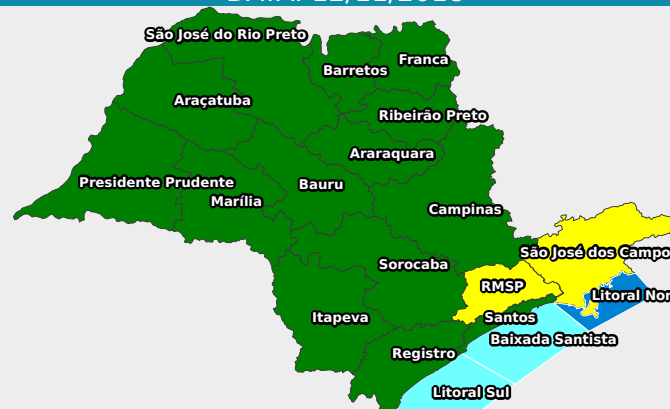 São José do Rio Preto
Franca
Barretos
Araçatuba
Ribeirão Preto
Araraquara
Presidente Prudente
Bauru
Marília
Campinas
São José dos Campo
Sorocaba
RMSP
Litoral Nor
Itapeva
Santos
Baixada Santista
Registro
Litoral Sul